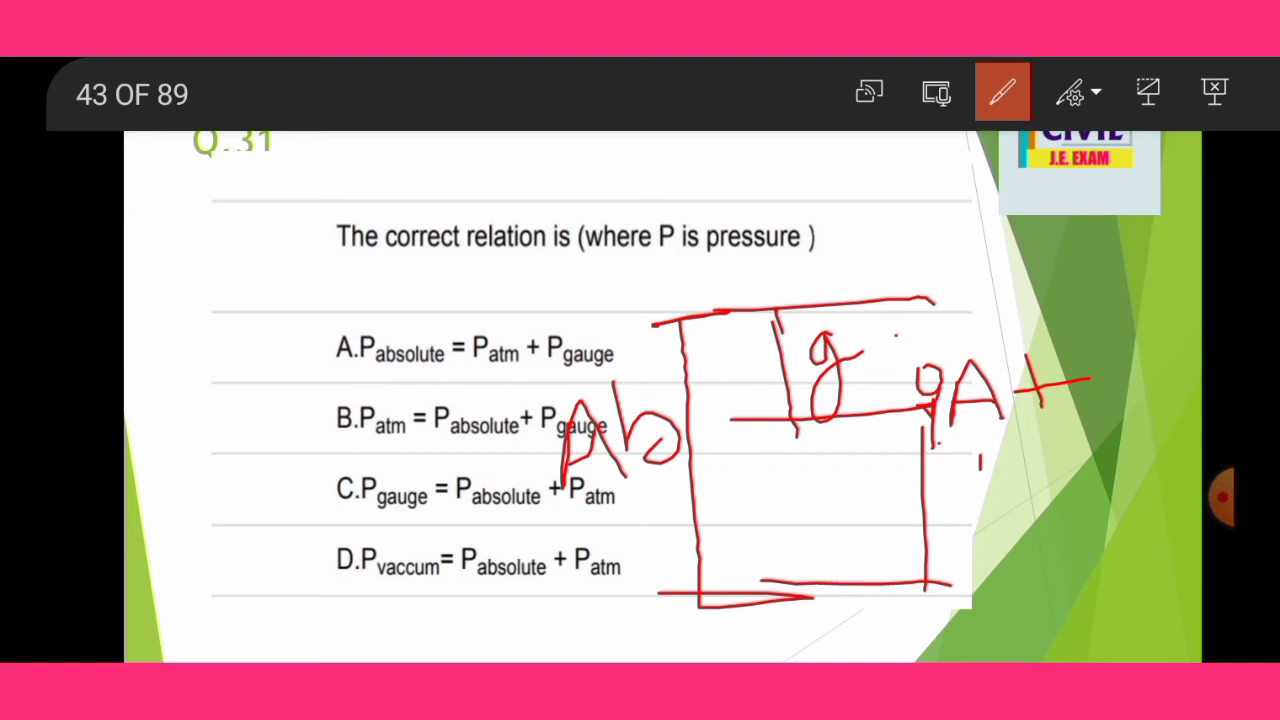 43 OF 89
Q.31
CIVIL
J.E. EXAM
The correct relation is (where P is pressure )
A.Pabsolute = Patm + Pgauge
B.Patm = Pabsolute+ Pgauge
C.Pgauge = Pabsolute + Patm
D.Pvaccum= Pabsolute + Patm
g
Ab